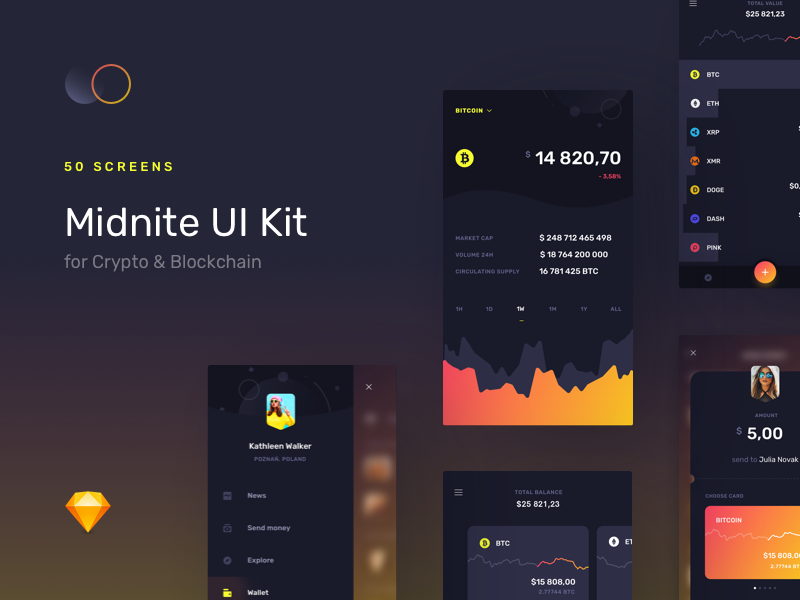 50 SCREENS
Midnite UI Kit
for Crypto & Blockchain
Kathleen Walker
POZNAŃ, POLAND
News
Send money
Explore
Wallet
BITCOIN
$ 14 820,70
-3,58%
MARKET CAP $ 248 712 465 498
VOLUME 24H $ 18 764 200 000
CIRCULATING SUPPLY 16 781 425 BTC
1H 1D 1W 1M 1Y ALL
TOTAL BALANCE
$25 821,23
BTC
$15 808,00
2.77744 BTC
TOTAL VALUE
$25 821,23
BTC
ETH
XRP
XMR
DOGE
$0,
DASH
PINK
AMOUNT
$ 5,00
send to Julia Novak
CHOOSE CARD
BITCOIN
$15 808,0
2.77744 BT